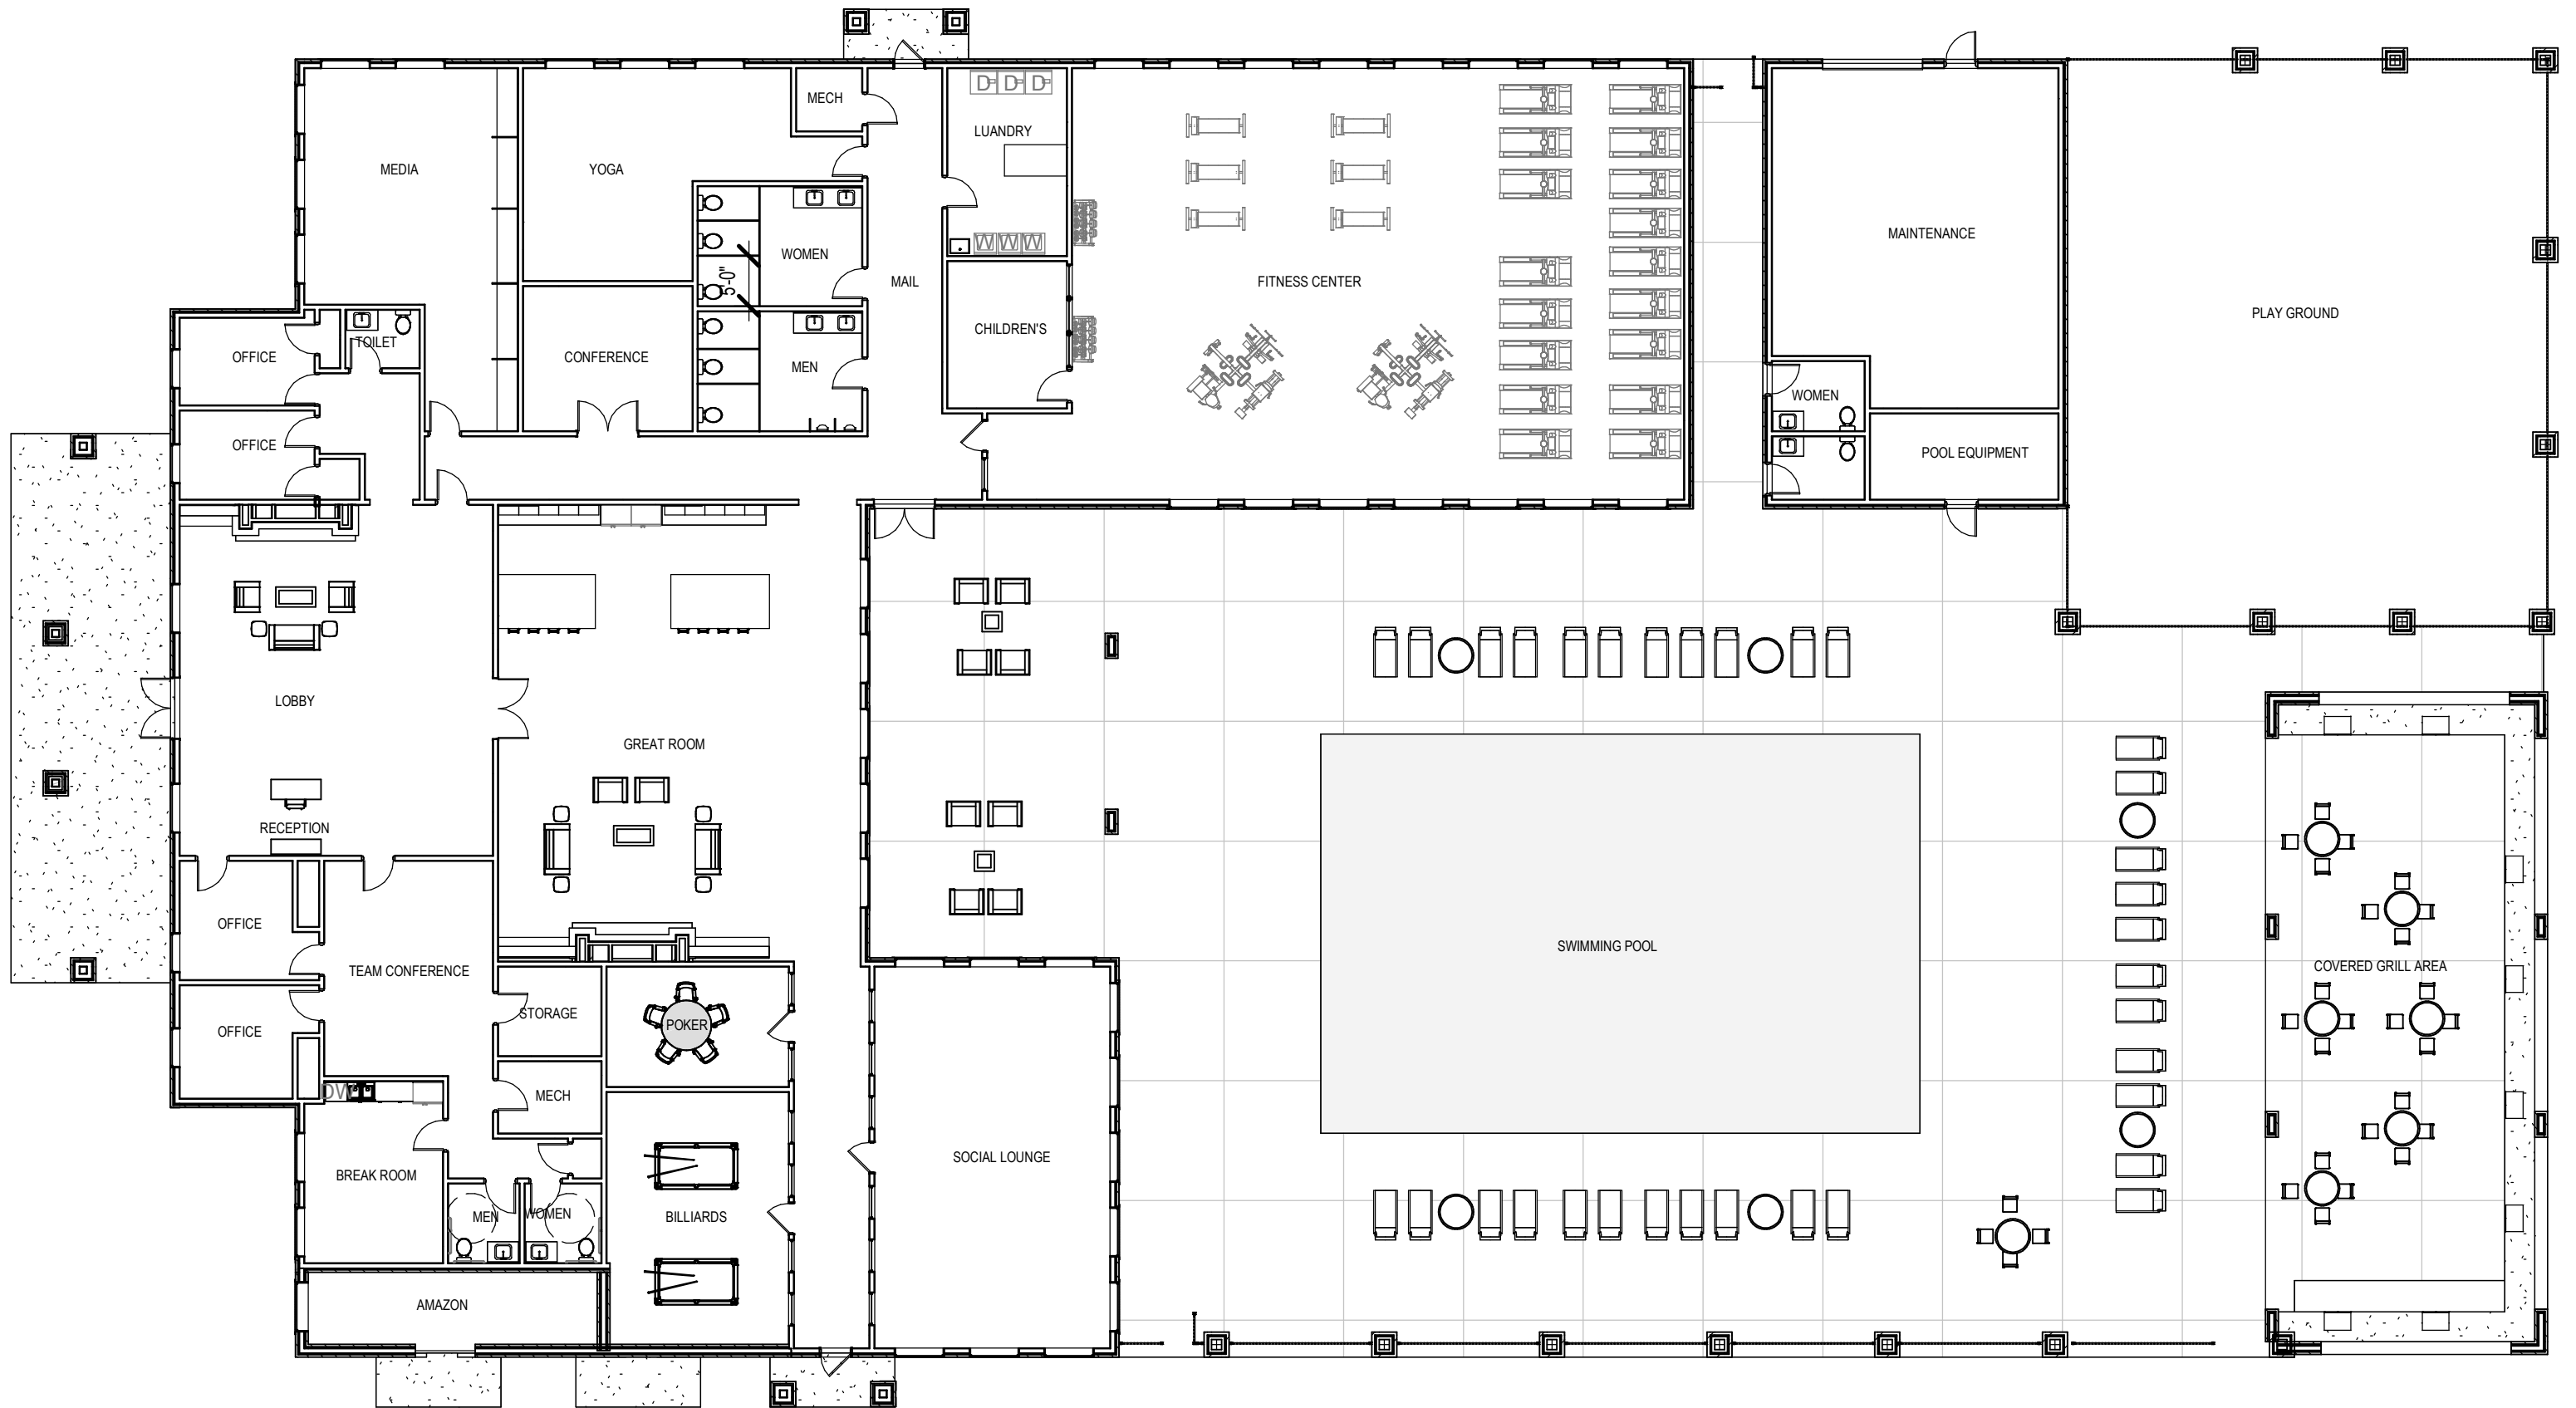 MECH
D D D
LUANDRY
MEDIA
YOGA
MAINTENANCE
WOMEN
WWW
5'-0"
MAIL
FITNESS CENTER
PLAY GROUND
CHILDREN'S
TOILET
OFFICE
CONFERENCE
MEN
WOMEN
OFFICE
POOL EQUIPMENT
LOBBY
GREAT ROOM
RECEPTION
OFFICE
SWIMMING POOL
TEAM CONFERENCE
COVERED GRILL AREA
STORAGE
POKER
OFFICE
DW
MECH
SOCIAL LOUNGE
BREAK ROOM
MEN
WOMEN
BILLIARDS
AMAZON